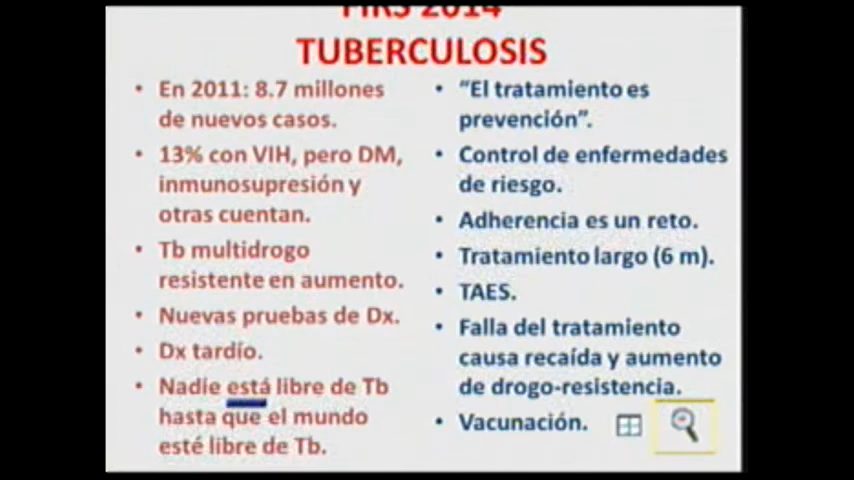 FIRS 2014
TUBERCULOSIS
• En 2011: 8.7 millones
de nuevos casos.
• 13% con VIH, pero DM,
inmunosupresión y
otras cuentan.
• Tb multidrogo
resistente en aumento.
• Nuevas pruebas de Dx.
• Dx tardío.
• Nadie está libre de Tb
hasta que el mundo
esté libre de Tb.
• “El tratamiento es
prevención”.
• Control de enfermedades
de riesgo.
• Adherencia es un reto.
• Tratamiento largo (6 m).
• TAES.
• Falla del tratamiento
causa recaída y aumento
de drogo-resistencia.
• Vacunación.